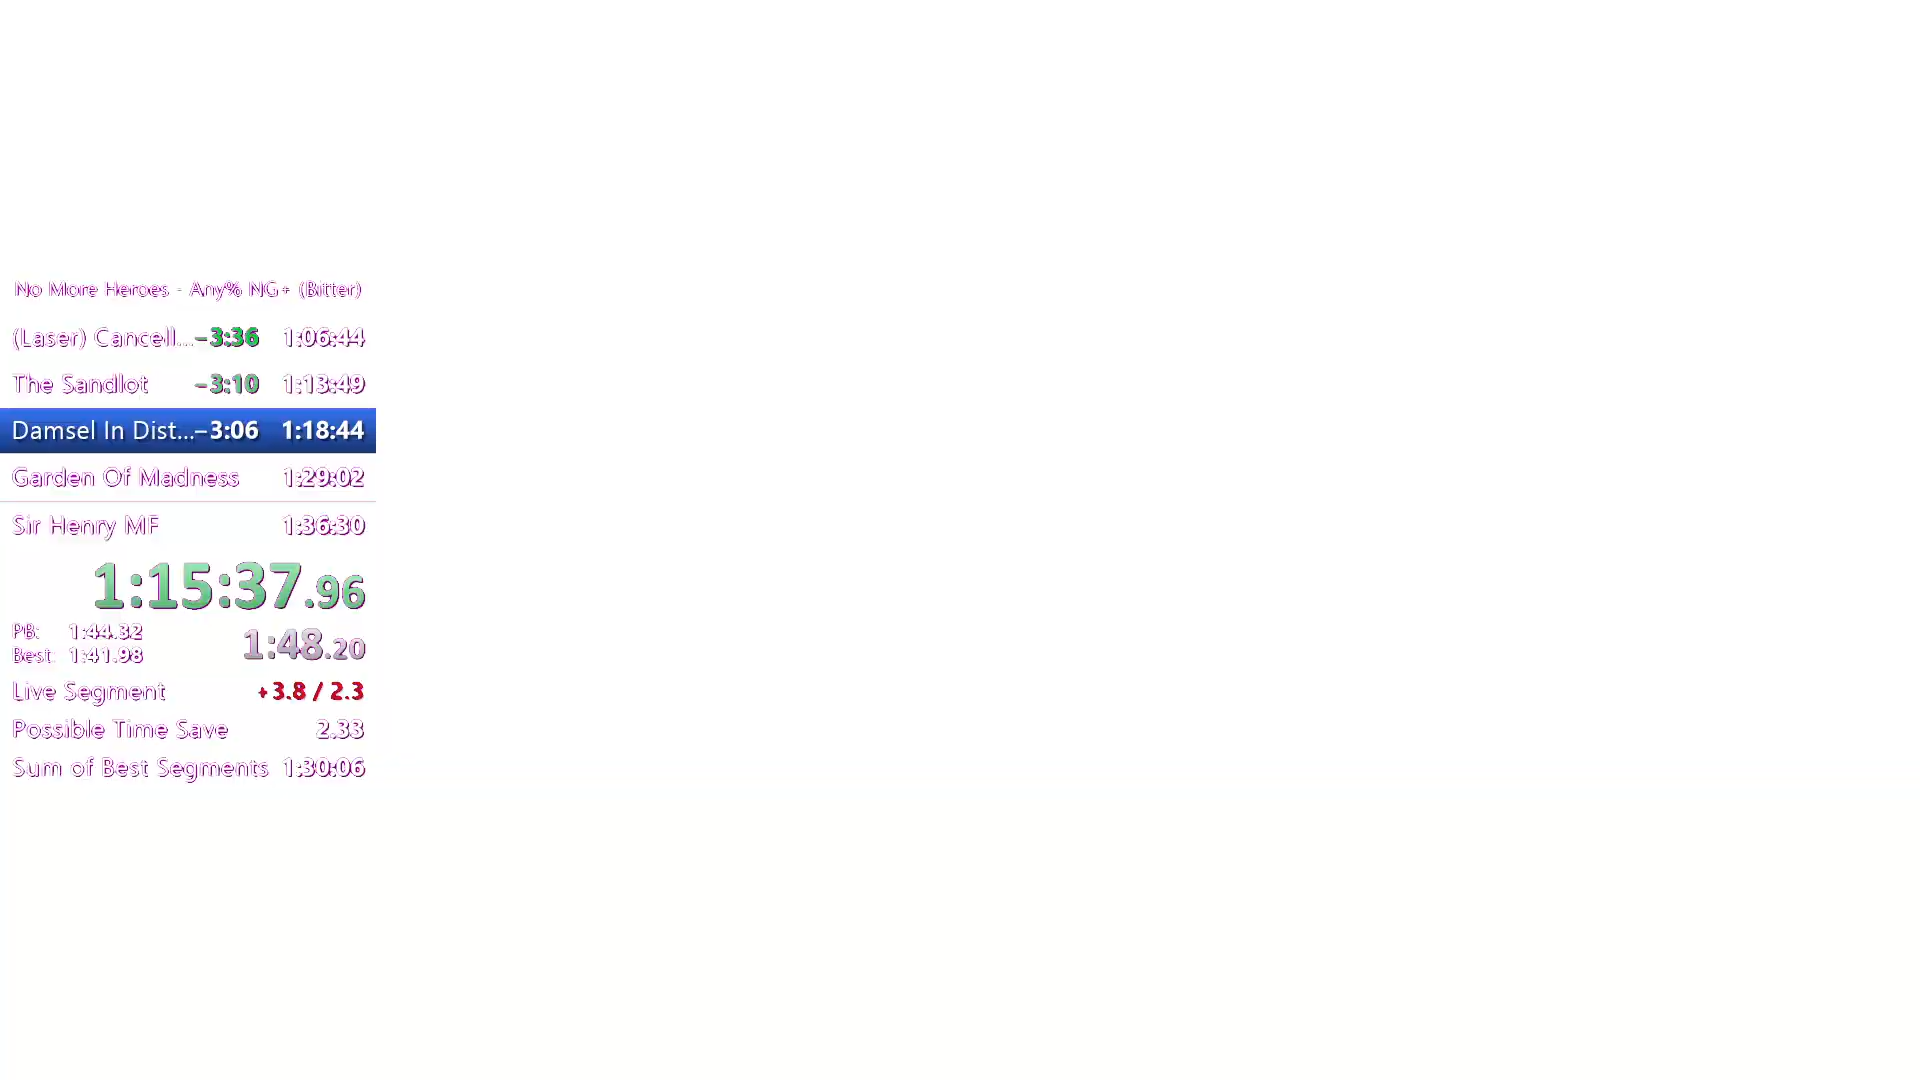 No More Heroes - Any% NG+ (Bitter)
(Laser) Cancell... −3:36 1:06:44
The Sandlot −3:10 1:13:49
Damsel In Dist... −3:06 1:18:44
Garden Of Madness 1:29:02
Sir Henry MF 1:36:30
1:15:37.96
PB: 1:44.32
Best: 1:41.98
1:48.20
Live Segment +3.8 / 2.3
Possible Time Save 2.33
Sum of Best Segments 1:30:06